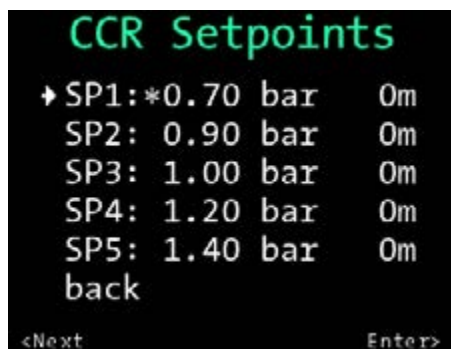 CCR Setpoints
SP1:*0.70 bar 0m
SP2: 0.90 bar 0m
SP3: 1.00 bar 0m
SP4: 1.20 bar 0m
SP5: 1.40 bar 0m
back
<Next Enter>